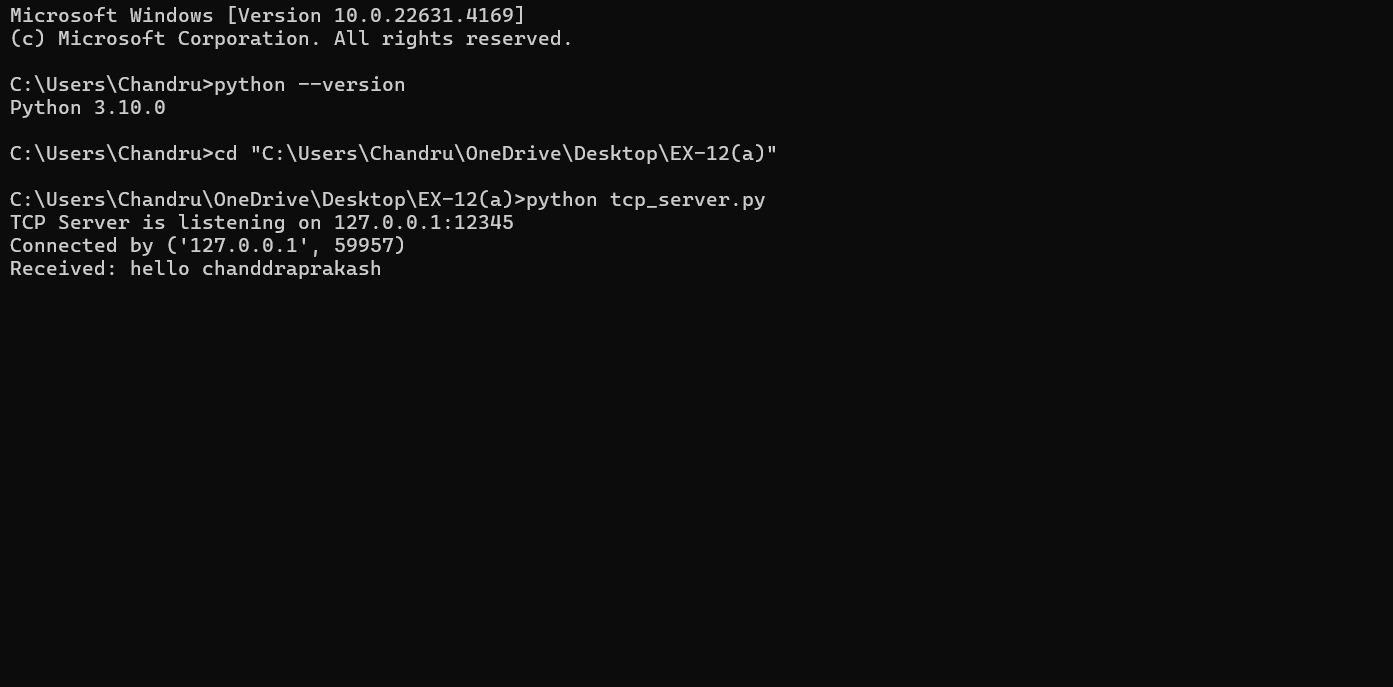 Microsoft Windows [Version 10.0.22631.4169]
(c) Microsoft Corporation. All rights reserved.
C:\Users\Chandru>python --version
Python 3.10.0
C:\Users\Chandru>cd "C:\Users\Chandru\OneDrive\Desktop\EX-12(a)"
C:\Users\Chandru\OneDrive\Desktop\EX-12(a)>python tcp_server.py
TCP Server is listening on 127.0.0.1:12345
Connected by ('127.0.0.1', 59957)
Received: hello chanddraprakash